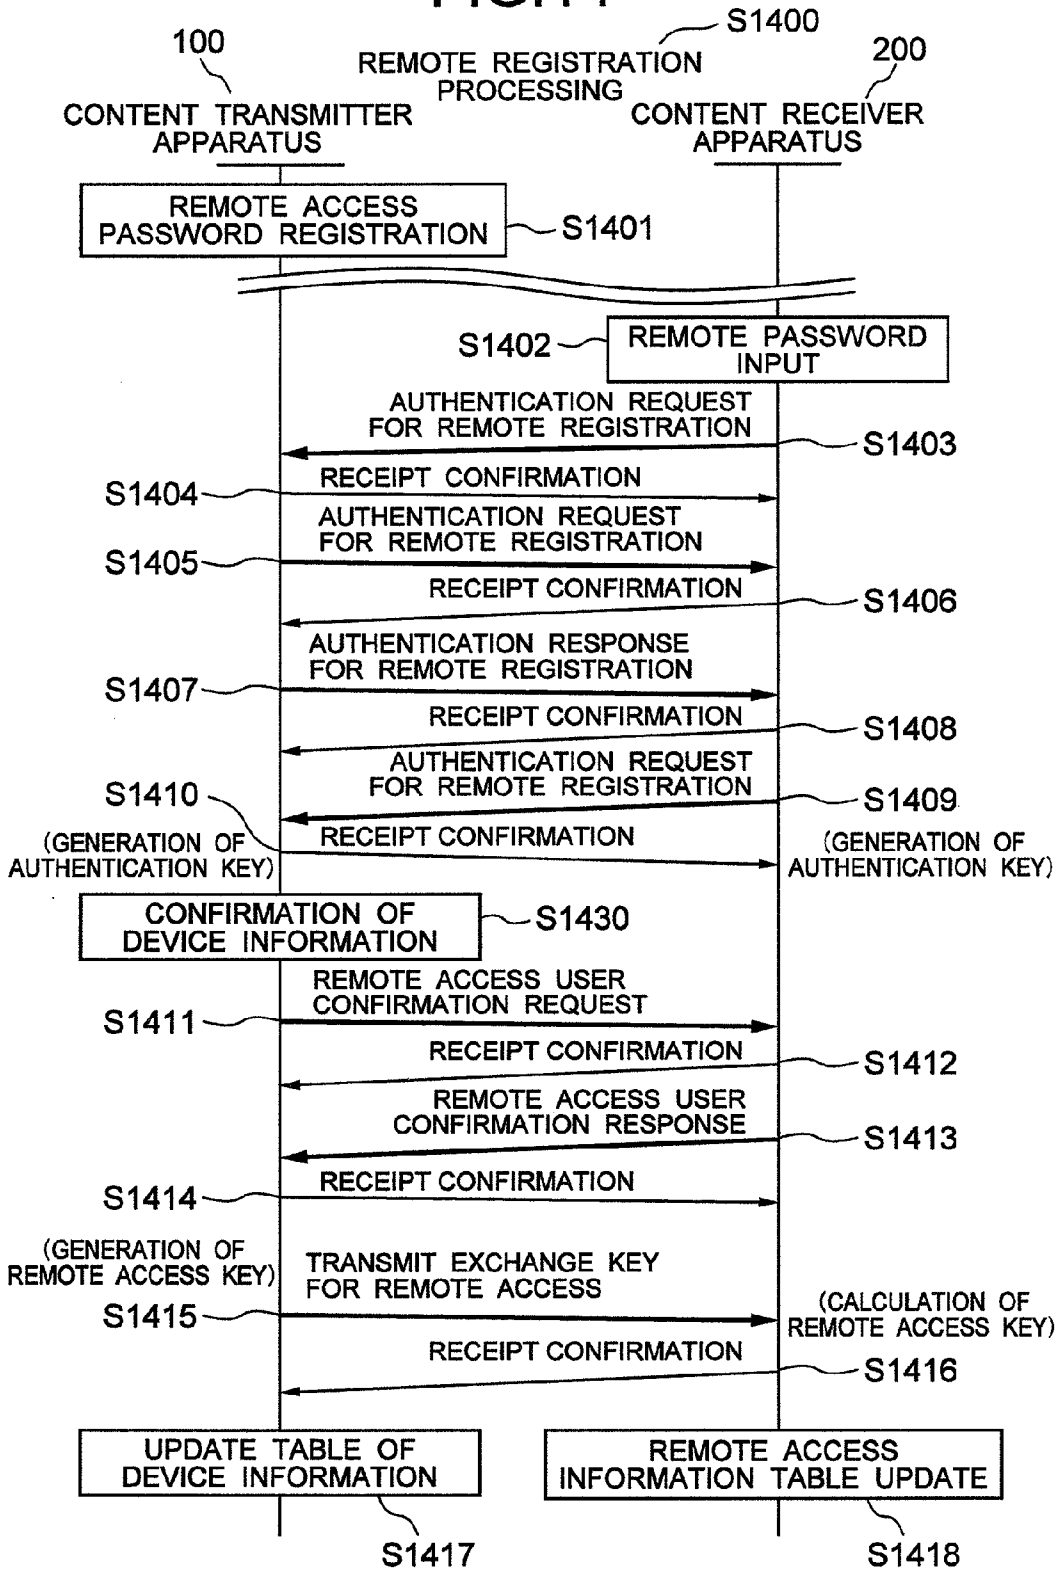 S1400
100
REMOTE REGISTRATION
PROCESSING
200
CONTENT TRANSMITTER
APPARATUS
CONTENT RECEIVER
APPARATUS
REMOTE ACCESS
PASSWORD REGISTRATION
S1401
S1402
REMOTE PASSWORD
INPUT
AUTHENTICATION REQUEST
FOR REMOTE REGISTRATION
S1403
RECEIPT CONFIRMATION
S1404
AUTHENTICATION REQUEST
FOR REMOTE REGISTRATION
S1405
RECEIPT CONFIRMATION
S1406
AUTHENTICATION RESPONSE
FOR REMOTE REGISTRATION
S1407
RECEIPT CONFIRMATION
S1408
AUTHENTICATION REQUEST
FOR REMOTE REGISTRATION
S1409
S1410
RECEIPT CONFIRMATION
(GENERATION OF
AUTHENTICATION KEY)
(GENERATION OF
AUTHENTICATION KEY)
CONFIRMATION OF
DEVICE INFORMATION
S1430
REMOTE ACCESS USER
CONFIRMATION REQUEST
S1411
RECEIPT CONFIRMATION
S1412
REMOTE ACCESS USER
CONFIRMATION RESPONSE
S1413
RECEIPT CONFIRMATION
S1414
(GENERATION OF
REMOTE ACCESS KEY)
TRANSMIT EXCHANGE KEY
FOR REMOTE ACCESS
S1415
(CALCULATION OF
REMOTE ACCESS KEY)
RECEIPT CONFIRMATION
S1416
UPDATE TABLE OF
DEVICE INFORMATION
REMOTE ACCESS
INFORMATION TABLE UPDATE
S1417
S1418